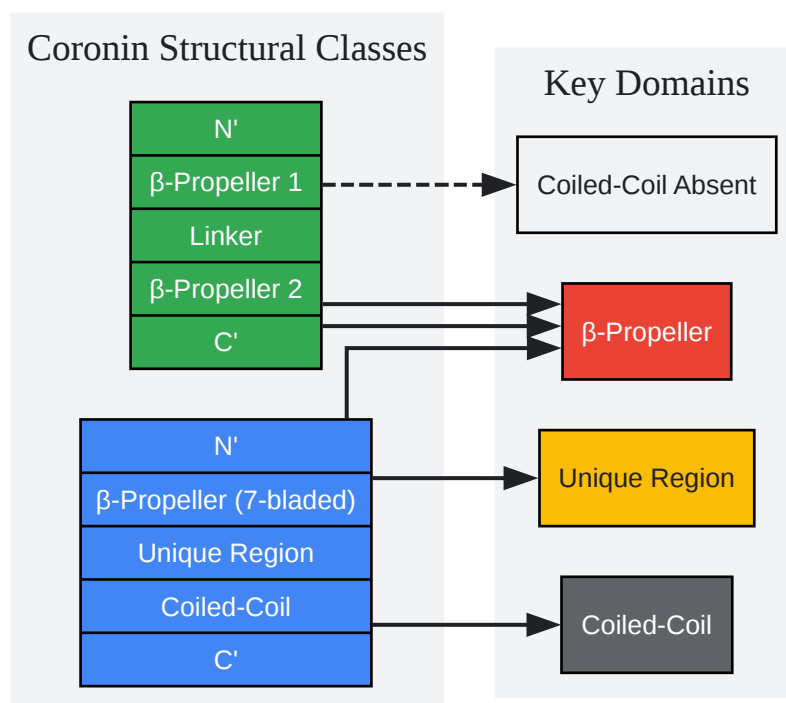 Coronin Structural Classes
N'
β-Propeller 1
Linker
β-Propeller 2
C'
N'
β-Propeller (7-bladed)
Unique Region
Coiled-Coil
C'
Key Domains
Coiled-Coil Absent
β-Propeller
Unique Region
Coiled-Coil